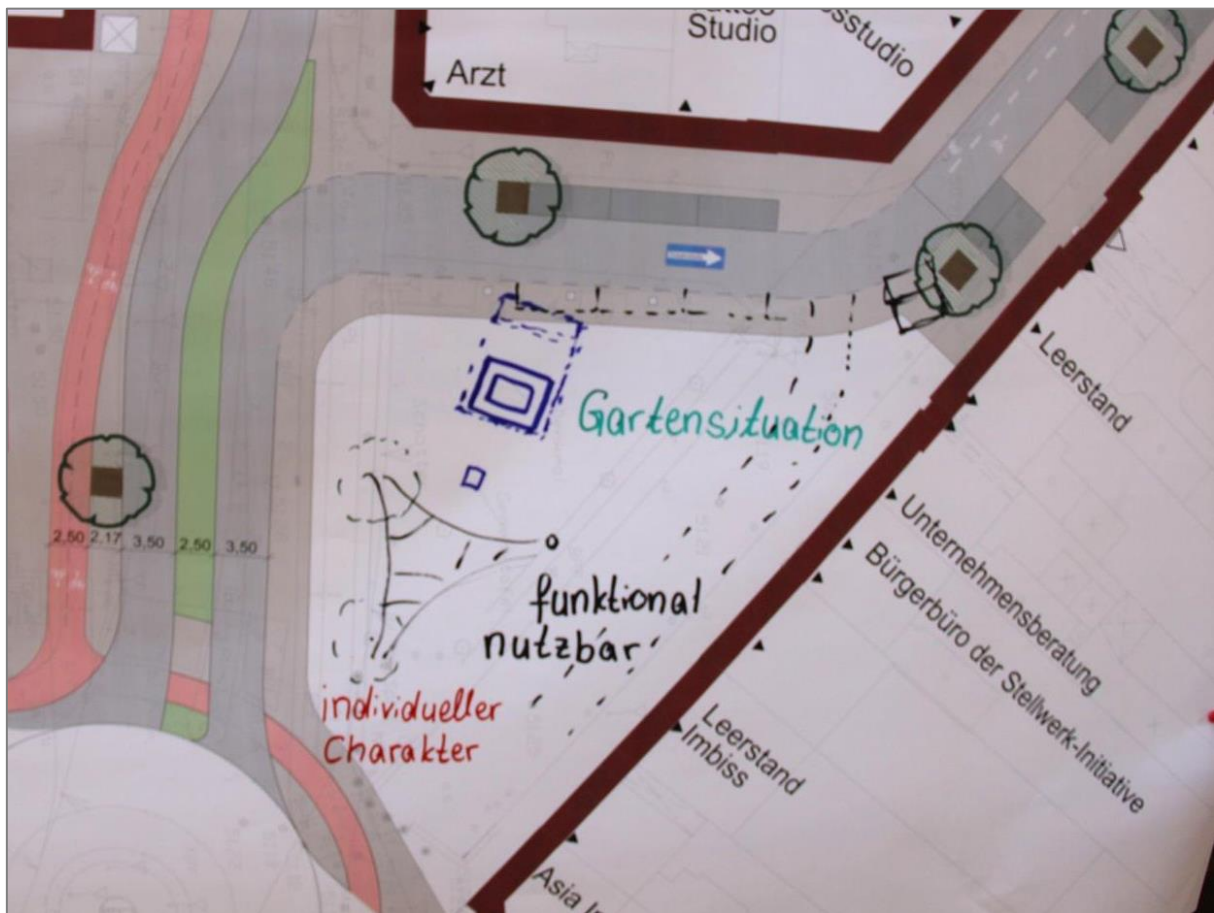 Studio
Arzt
Leerstand
Gartensituation
Unternehmensberatung
Bürgerbüro der Stellwerk-Initiative
2,50 2,17 3,50 2,50 3,50
funktional
nutzbar
individueller
Charakter
Leerstand
Imbiss
Asia